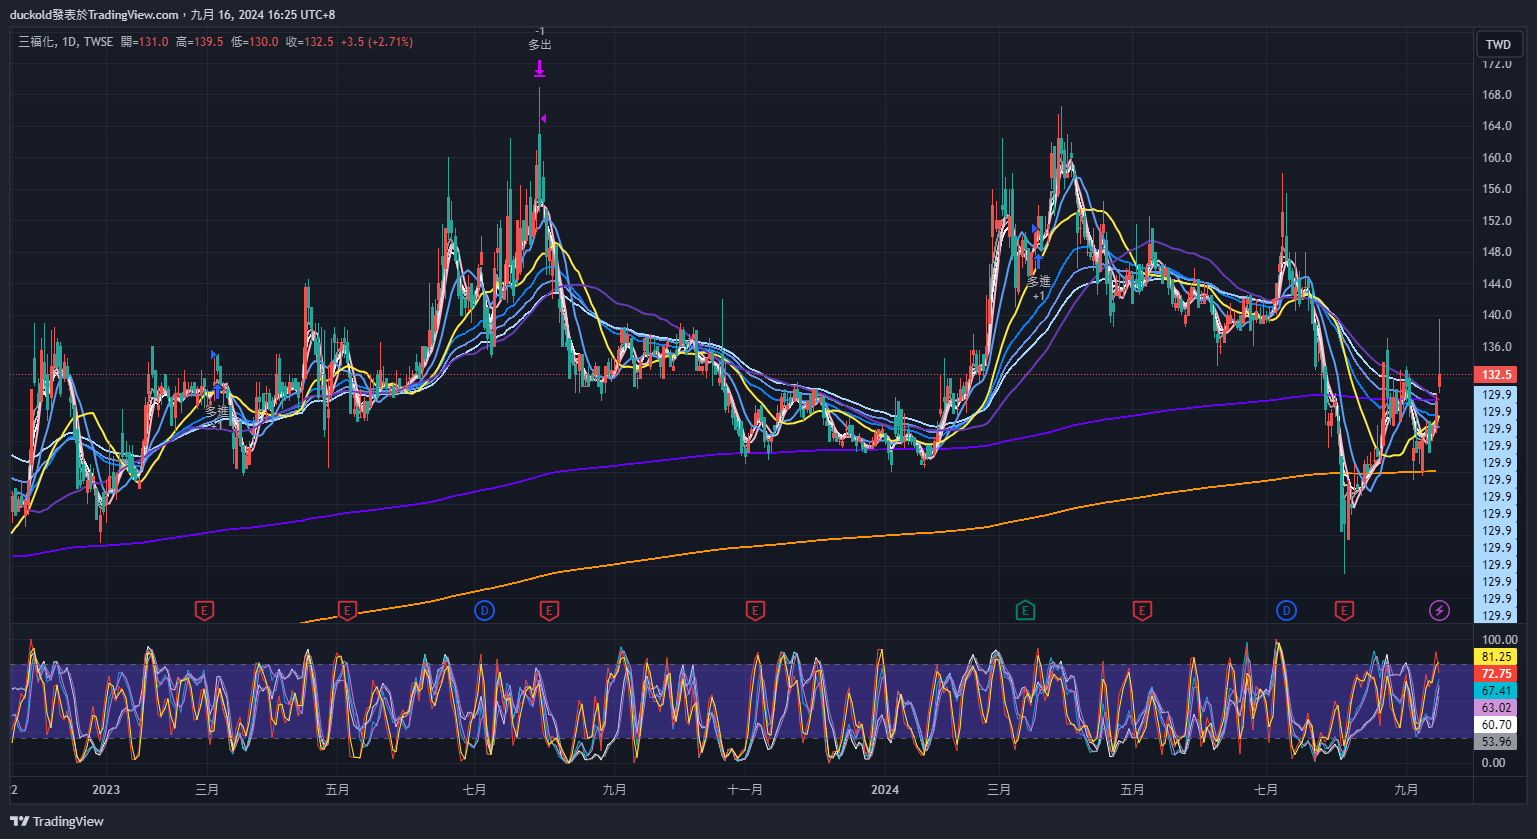 duckold發表於TradingView.com，九月 16, 2024 16:25 UTC+8
三福化, 1D, TWSE 開=131.0 高=139.5 低=130.0 收=132.5 +3.5 (+2.71%)
TWD
-1
多出
172.0
168.0
164.0
160.0
156.0
152.0
148.0
144.0
140.0
136.0
132.5
129.9
129.9
129.9
129.9
129.9
129.9
129.9
129.9
129.9
129.9
129.9
129.9
129.9
129.9
多進
+1
多進
+1
E
E
D
E
E
E
E
D
E
100.00
81.25
72.75
67.41
63.02
60.70
53.96
0.00
2 2023 三月 五月 七月 九月 十一月 2024 三月 五月 七月 九月
TradingView